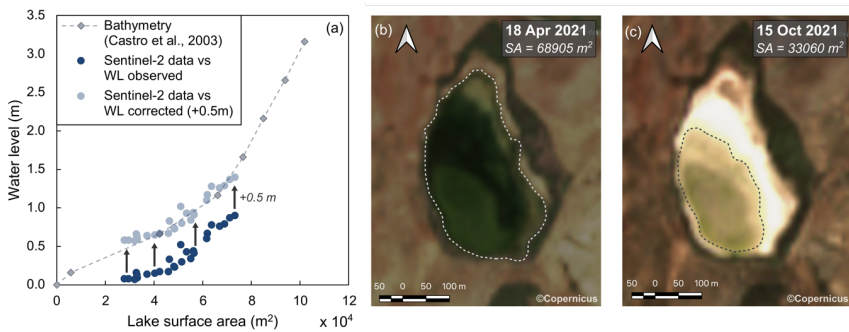 (a)
Bathymetry
(Castro et al., 2003)
Sentinel-2 data vs
WL observed
Sentinel-2 data vs
WL corrected (+0.5m)
Water level (m)
3.5
3.0
2.5
2.0
1.5
1.0
0.5
0.0
+0.5 m
0 2 4 6 8 10 12
Lake surface area (m²) x 10⁴
(b)
18 Apr 2021
SA = 68905 m²
50 0 50 100 m
©Copernicus
(c)
15 Oct 2021
SA = 33060 m²
50 0 50 100 m
©Copernicus